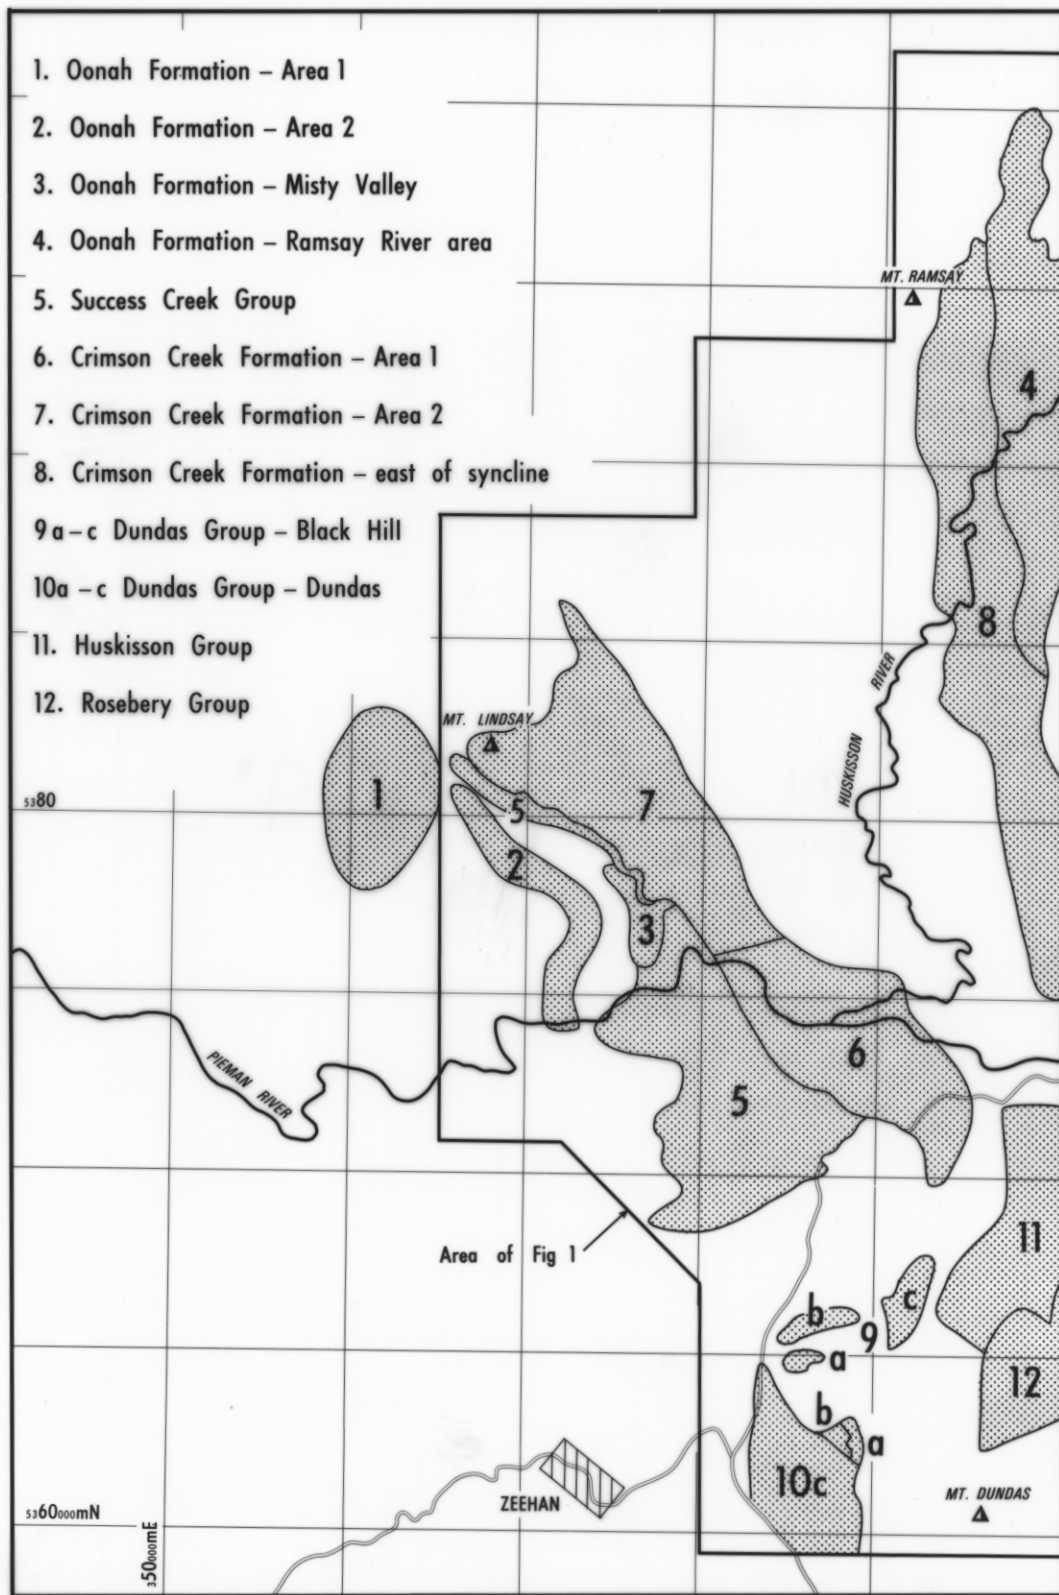 1. Oonah Formation – Area 1
2. Oonah Formation – Area 2
3. Oonah Formation – Misty Valley
4. Oonah Formation – Ramsay River area
5. Success Creek Group
6. Crimson Creek Formation – Area 1
7. Crimson Creek Formation – Area 2
8. Crimson Creek Formation – east of syncline
9a–c Dundas Group – Black Hill
10a –c Dundas Group – Dundas
11. Huskisson Group
12. Rosebery Group
MT. RAMSAY
4
8
RIVER
HUSKISSON
MT. LINDSAY
5380
1
5
7
2
3
6
5
PIEMAN RIVER
Area of Fig 1
11
c
b
9
a
12
b
a
10c
MT. DUNDAS
ZEEHAN
5360000mN
350000mE